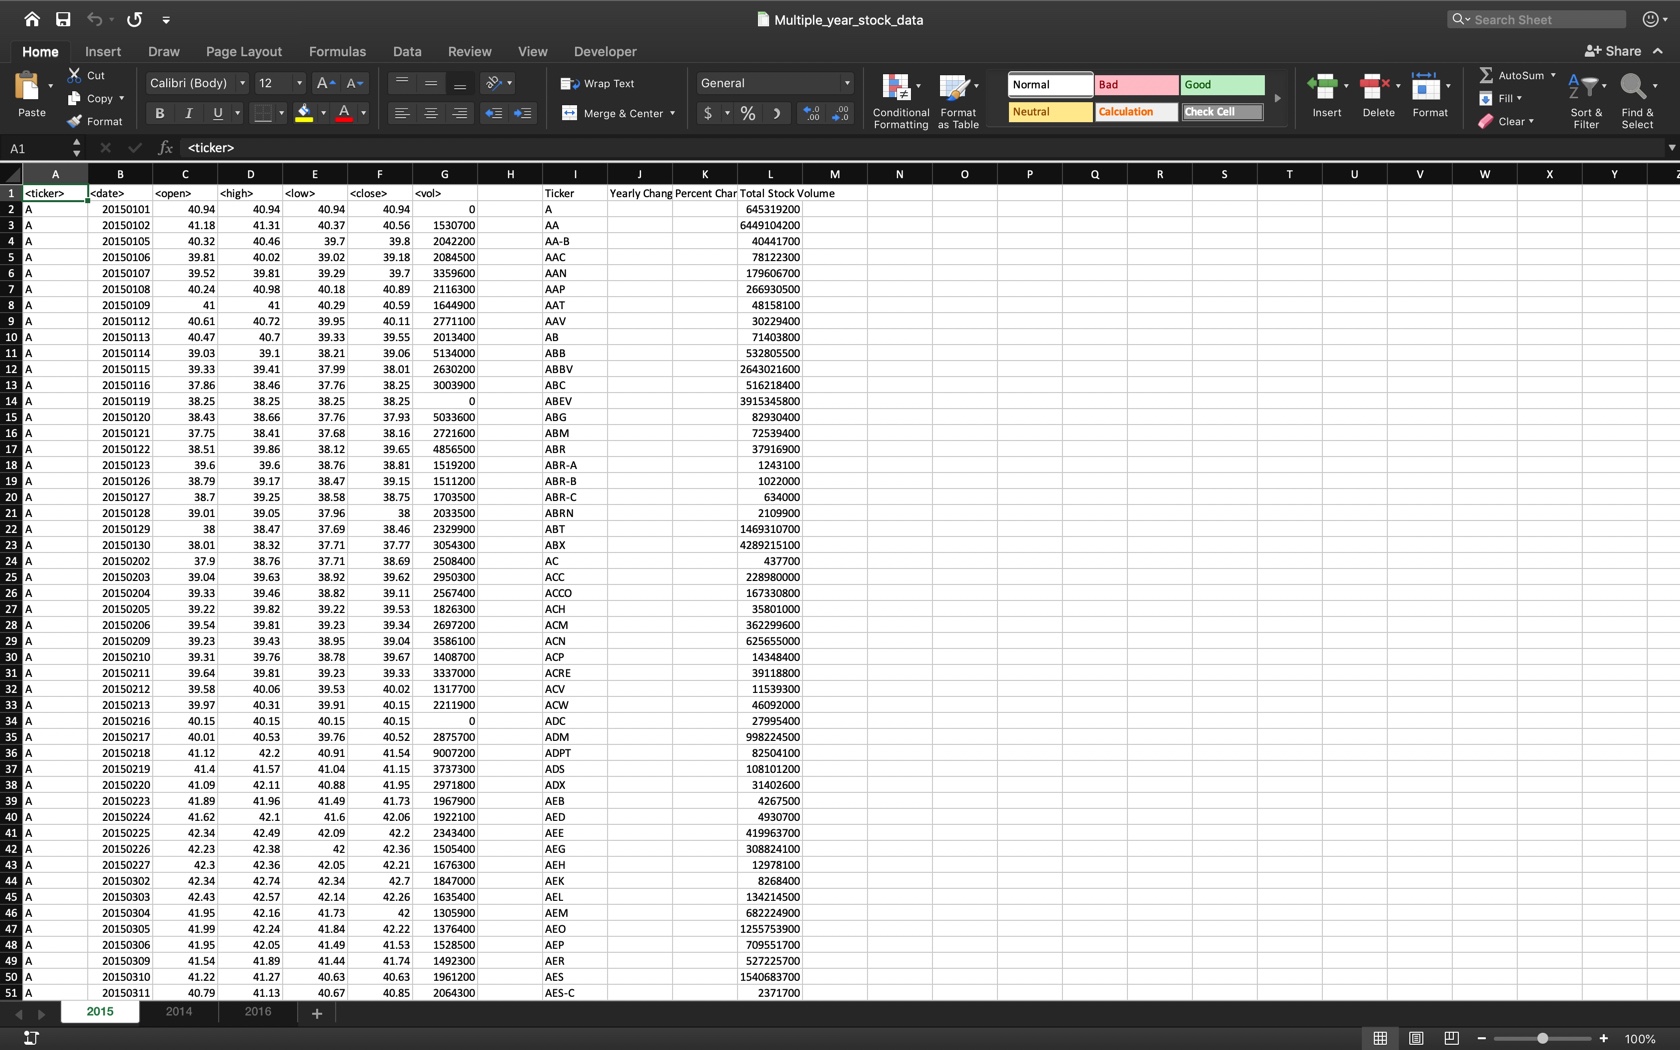 Multiple_year_stock_data
Search Sheet
Home Insert Draw Page Layout Formulas Data Review View Developer
Share
Paste
Cut
Copy
Format
Calibri (Body) 12
B I U
Wrap Text
Merge & Center
General
$ %
Conditional Formatting
Format as Table
Normal Bad Good
Neutral Calculation Check Cell
Insert Delete Format
AutoSum
Fill
Clear
Sort & Filter
Find & Select
A1 fx <ticker>
A B C D E F G H I J K L M N O P Q R S T U V W X Y
1 <ticker> <date> <open> <high> <low> <close> <vol> Ticker Yearly Chang Percent Char Total Stock Volume
2 A 20150101 40.94 40.94 40.94 40.94 0 A 645319200
3 A 20150102 41.18 41.31 40.37 40.56 1530700 AA 6449104200
4 A 20150105 40.32 40.46 39.7 39.8 2042200 AA-B 40441700
5 A 20150106 39.81 40.02 39.02 39.18 2084500 AAC 78122300
6 A 20150107 39.52 39.81 39.29 39.7 3359600 AAN 179606700
7 A 20150108 40.24 40.98 40.18 40.89 2116300 AAP 266930500
8 A 20150109 41 41 40.29 40.59 1644900 AAT 48158100
9 A 20150112 40.61 40.72 39.95 40.11 2771100 AAV 30229400
10 A 20150113 40.47 40.7 39.33 39.55 2013400 AB 71403800
11 A 20150114 39.03 39.1 38.21 39.06 5134000 ABB 532805500
12 A 20150115 39.33 39.41 37.99 38.01 2630200 ABBV 2643021600
13 A 20150116 37.86 38.46 37.76 38.25 3003900 ABC 516218400
14 A 20150119 38.25 38.25 38.25 38.25 0 ABEV 3915345800
15 A 20150120 38.43 38.66 37.76 37.93 5033600 ABG 82930400
16 A 20150121 37.75 38.41 37.68 38.16 2721600 ABM 72539400
17 A 20150122 38.51 39.86 38.12 39.65 4856500 ABR 37916900
18 A 20150123 39.6 39.6 38.76 38.81 1519200 ABR-A 1243100
19 A 20150126 38.79 39.17 38.47 39.15 1511200 ABR-B 1022000
20 A 20150127 38.7 39.25 38.58 38.75 1703500 ABR-C 634000
21 A 20150128 39.01 39.05 37.96 38 2033500 ABRN 2109900
22 A 20150129 38 38.47 37.69 38.46 2329900 ABT 1469310700
23 A 20150130 38.01 38.32 37.71 37.77 3054300 ABX 4289215100
24 A 20150202 37.9 38.76 37.71 38.69 2508400 AC 437700
25 A 20150203 39.04 39.63 38.92 39.62 2950300 ACC 228980000
26 A 20150204 39.33 39.46 38.82 39.11 2567400 ACCO 167330800
27 A 20150205 39.22 39.82 39.22 39.53 1826300 ACH 35801000
28 A 20150206 39.54 39.81 39.23 39.34 2697200 ACM 362299600
29 A 20150209 39.23 39.43 38.95 39.04 3586100 ACN 625655000
30 A 20150210 39.31 39.76 38.78 39.67 1408700 ACP 14348400
31 A 20150211 39.64 39.81 39.23 39.33 3337000 ACRE 39118800
32 A 20150212 39.58 40.06 39.53 40.02 1317700 ACV 11539300
33 A 20150213 39.97 40.31 39.91 40.15 2211900 ACW 46092000
34 A 20150216 40.15 40.15 40.15 40.15 0 ADC 27995400
35 A 20150217 40.01 40.53 39.76 40.52 2875700 ADM 998224500
36 A 20150218 41.12 42.2 40.91 41.54 9007200 ADPT 82504100
37 A 20150219 41.4 41.57 41.04 41.15 3737300 ADS 108101200
38 A 20150220 41.09 42.11 40.88 41.95 2971800 ADX 31402600
39 A 20150223 41.89 41.96 41.49 41.73 1967900 AEB 4267500
40 A 20150224 41.62 42.1 41.6 42.06 1922100 AED 4930700
41 A 20150225 42.34 42.49 42.09 42.2 2343400 AEE 419963700
42 A 20150226 42.23 42.38 42 42.36 1505400 AEG 308824100
43 A 20150227 42.3 42.36 42.05 42.21 1676300 AEH 12978100
44 A 20150302 42.34 42.74 42.34 42.7 1847000 AEK 8268400
45 A 20150303 42.43 42.57 42.14 42.26 1635400 AEL 134214500
46 A 20150304 41.95 42.16 41.73 42 1305900 AEM 682224900
47 A 20150305 41.99 42.24 41.84 42.22 1376400 AEO 1255753900
48 A 20150306 41.95 42.05 41.49 41.53 1528500 AEP 709551700
49 A 20150309 41.54 41.89 41.44 41.74 1492300 AER 527225700
50 A 20150310 41.22 41.27 40.63 40.63 1961200 AES 1540683700
51 A 20150311 40.79 41.13 40.67 40.85 2064300 AES-C 2371700
2015 2014 2016
100%